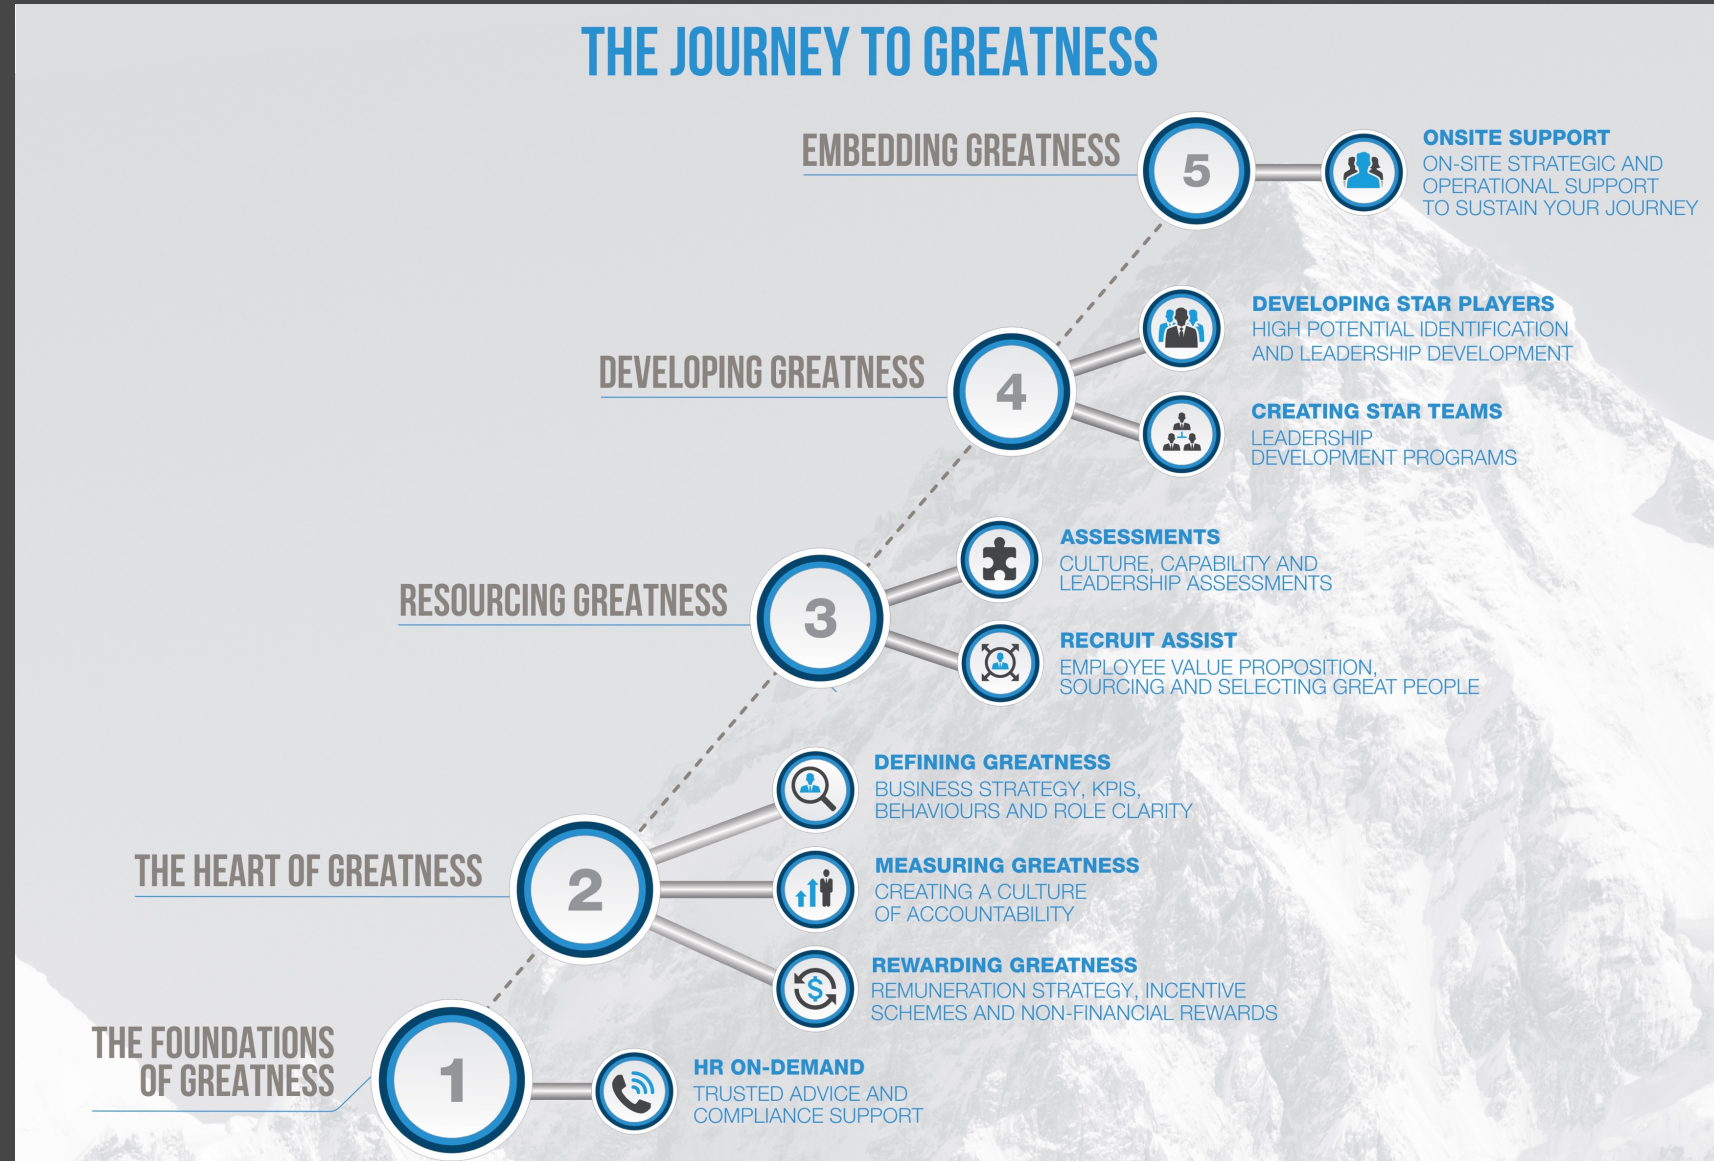 THE JOURNEY TO GREATNESS
EMBEDDING GREATNESS
5
ONSITE SUPPORT
ON-SITE STRATEGIC AND
OPERATIONAL SUPPORT
TO SUSTAIN YOUR JOURNEY
DEVELOPING GREATNESS
4
DEVELOPING STAR PLAYERS
HIGH POTENTIAL IDENTIFICATION
AND LEADERSHIP DEVELOPMENT
CREATING STAR TEAMS
LEADERSHIP
DEVELOPMENT PROGRAMS
RESOURCING GREATNESS
3
ASSESSMENTS
CULTURE, CAPABILITY AND
LEADERSHIP ASSESSMENTS
RECRUIT ASSIST
EMPLOYEE VALUE PROPOSITION,
SOURCING AND SELECTING GREAT PEOPLE
THE HEART OF GREATNESS
2
DEFINING GREATNESS
BUSINESS STRATEGY, KPIS,
BEHAVIOURS AND ROLE CLARITY
MEASURING GREATNESS
CREATING A CULTURE
OF ACCOUNTABILITY
$
REWARDING GREATNESS
REMUNERATION STRATEGY, INCENTIVE
SCHEMES AND NON-FINANCIAL REWARDS
THE FOUNDATIONS
OF GREATNESS
1
HR ON-DEMAND
TRUSTED ADVICE AND
COMPLIANCE SUPPORT